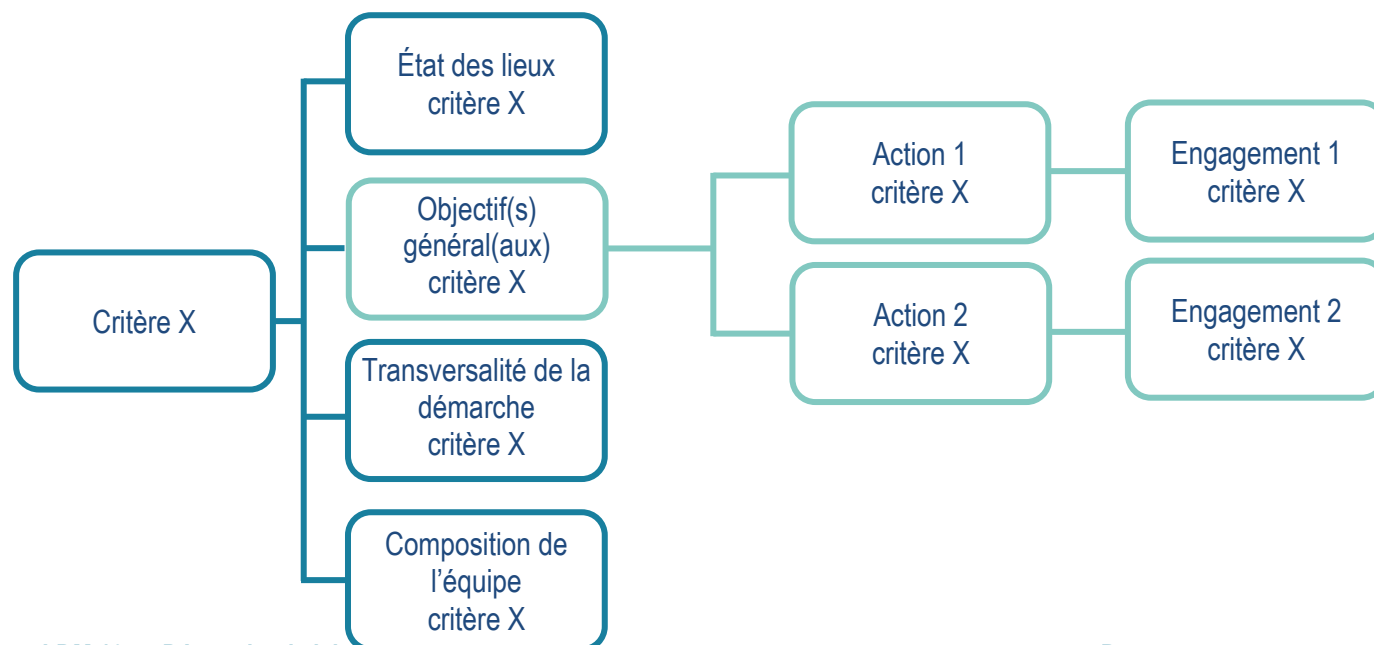 État des lieux
critère X
Objectif(s)
général(aux)
critère X
Critère X
Transversalité de la
démarche
critère X
Composition de
l’équipe
critère X
Action 1
critère X
Engagement 1
critère X
Action 2
critère X
Engagement 2
critère X